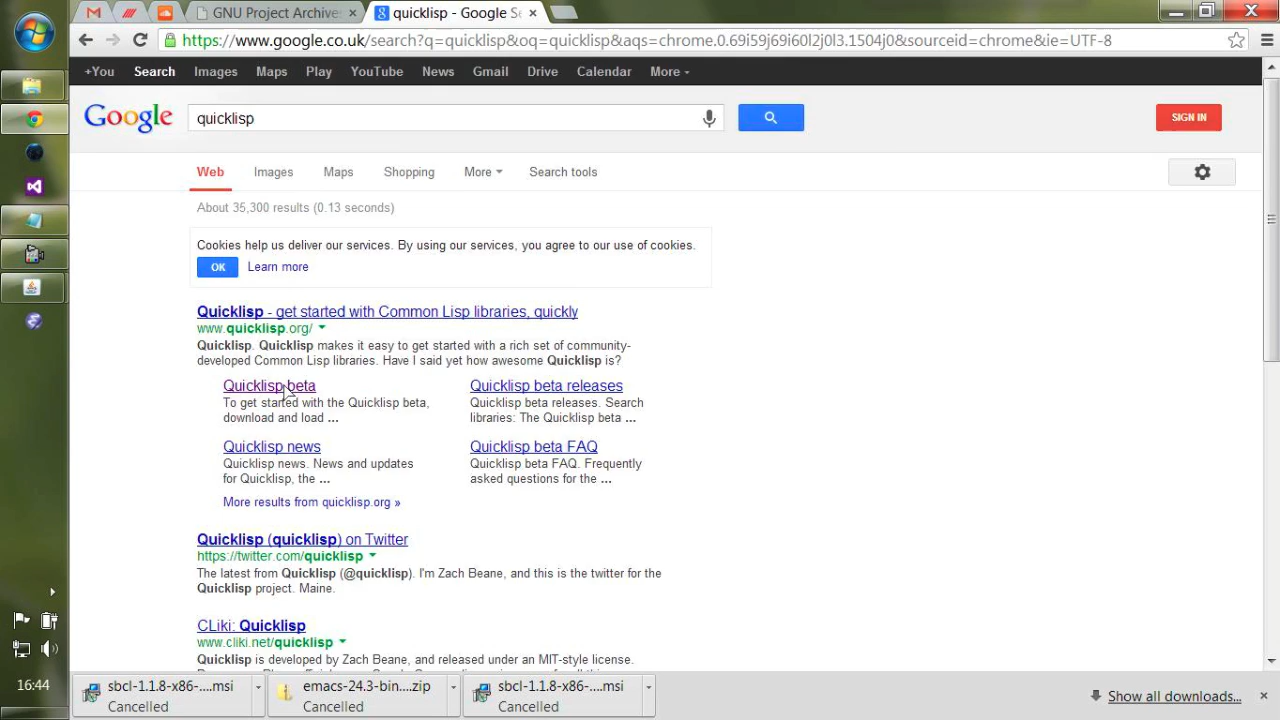 GNU Project Archive ×
quicklisp - Google Se ×
https://www.google.co.uk/search?q=quicklisp&oq=quicklisp&aqs=chrome.0.69i59j69i60l2j0l3.1504j0&sourceid=chrome&ie=UTF-8
+You Search Images Maps Play YouTube News Gmail Drive Calendar More
Google quicklisp SIGN IN
Web Images Maps Shopping More Search tools
About 35,300 results (0.13 seconds)
Cookies help us deliver our services. By using our services, you agree to our use of cookies.
OK Learn more
Quicklisp - get started with Common Lisp libraries, quickly
www.quicklisp.org/
Quicklisp. Quicklisp makes it easy to get started with a rich set of community-
developed Common Lisp libraries. Have I said yet how awesome Quicklisp is?
Quicklisp beta
To get started with the Quicklisp beta,
download and load ...
Quicklisp beta releases
Quicklisp beta releases. Search
libraries: The Quicklisp beta ...
Quicklisp news
Quicklisp news. News and updates
for Quicklisp, the ...
Quicklisp beta FAQ
Quicklisp beta FAQ. Frequently
asked questions for the ...
More results from quicklisp.org »
Quicklisp (quicklisp) on Twitter
https://twitter.com/quicklisp
The latest from Quicklisp (@quicklisp). I'm Zach Beane, and this is the twitter for the
Quicklisp project. Maine.
CLiki: Quicklisp
www.cliki.net/quicklisp
Quicklisp is developed by Zach Beane, and released under an MIT-style license.
16:44
sbcl-1.1.8-x86-....msi
Cancelled
emacs-24.3-bin....zip
Cancelled
sbcl-1.1.8-x86-....msi
Cancelled
Show all downloads...